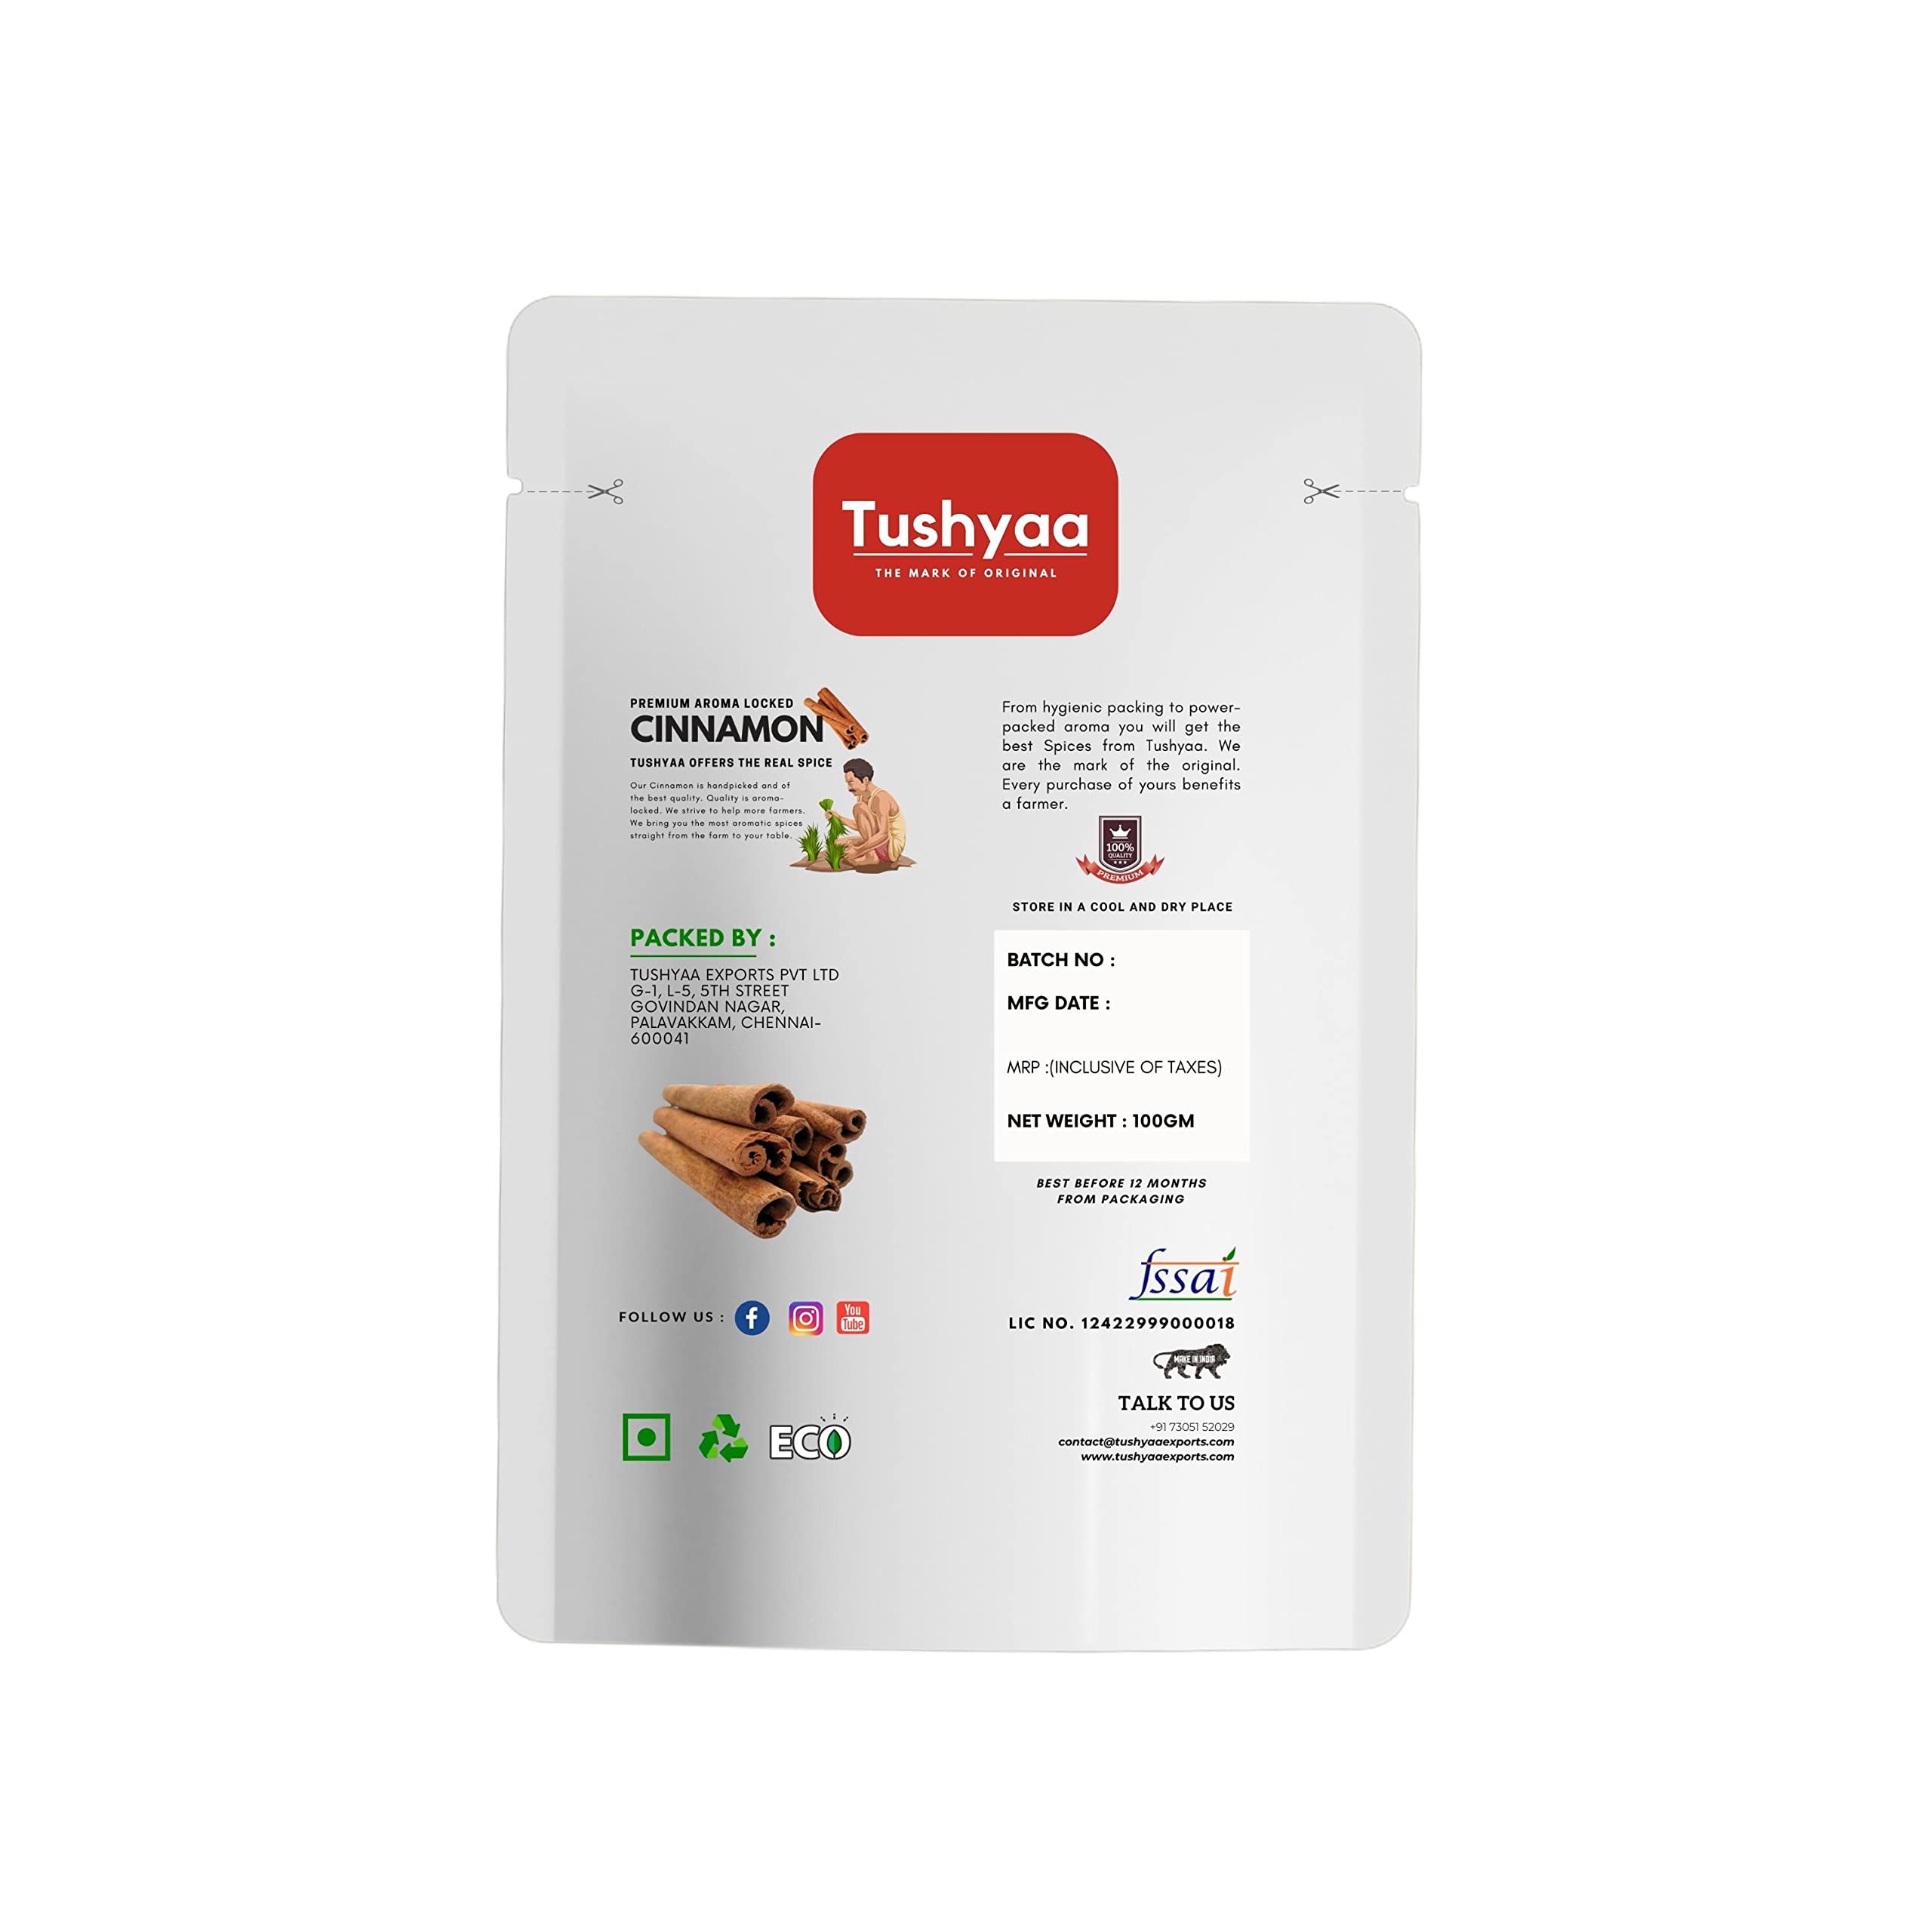 Tushyaa
THE MARK OF ORIGINAL
PREMIUM AROMA LOCKED
CINNAMON
TUSHYAA OFFERS THE REAL SPICE
Our Cinnamon is handpicked and of
the best quality. Quality is aroma-
locked. We strive to help more farmers.
We bring you the most aromatic spices
straight from the farm to your table.
PACKED BY :
TUSHYAA EXPORTS PVT LTD
G-1, L-5, 5TH STREET
GOVINDAN NAGAR,
PALAVAKKAM, CHENNAI-
600041
FOLLOW US :
You
Tube
ECO
From hygienic packing to power-
packed aroma you will get the
best Spices from Tushyaa. We
are the mark of the original.
Every purchase of yours benefits
a farmer.
100%
QUALITY
PREMIUM
STORE IN A COOL AND DRY PLACE
BATCH NO :
MFG DATE :
MRP :(INCLUSIVE OF TAXES)
NET WEIGHT : 100GM
BEST BEFORE 12 MONTHS
FROM PACKAGING
fssai
LIC NO. 12422999000018
MAKE IN INDIA
TALK TO US
+91 73051 52029
contact@tushyaaexports.com
www.tushyaaexports.com